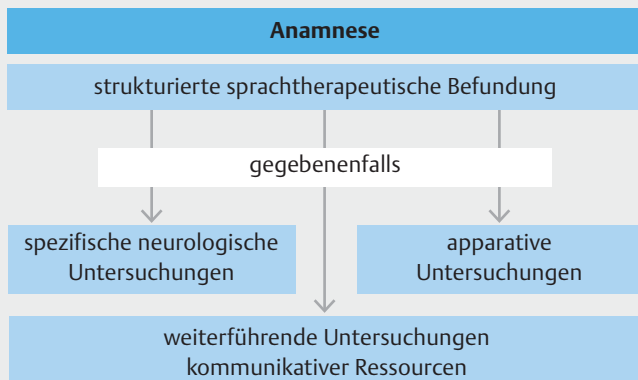 Anamnese
strukturierte sprachtherapeutische Befundung
gegebenenfalls
spezifische neurologische
Untersuchungen
apparative
Untersuchungen
weiterführende Untersuchungen
kommunikativer Ressourcen